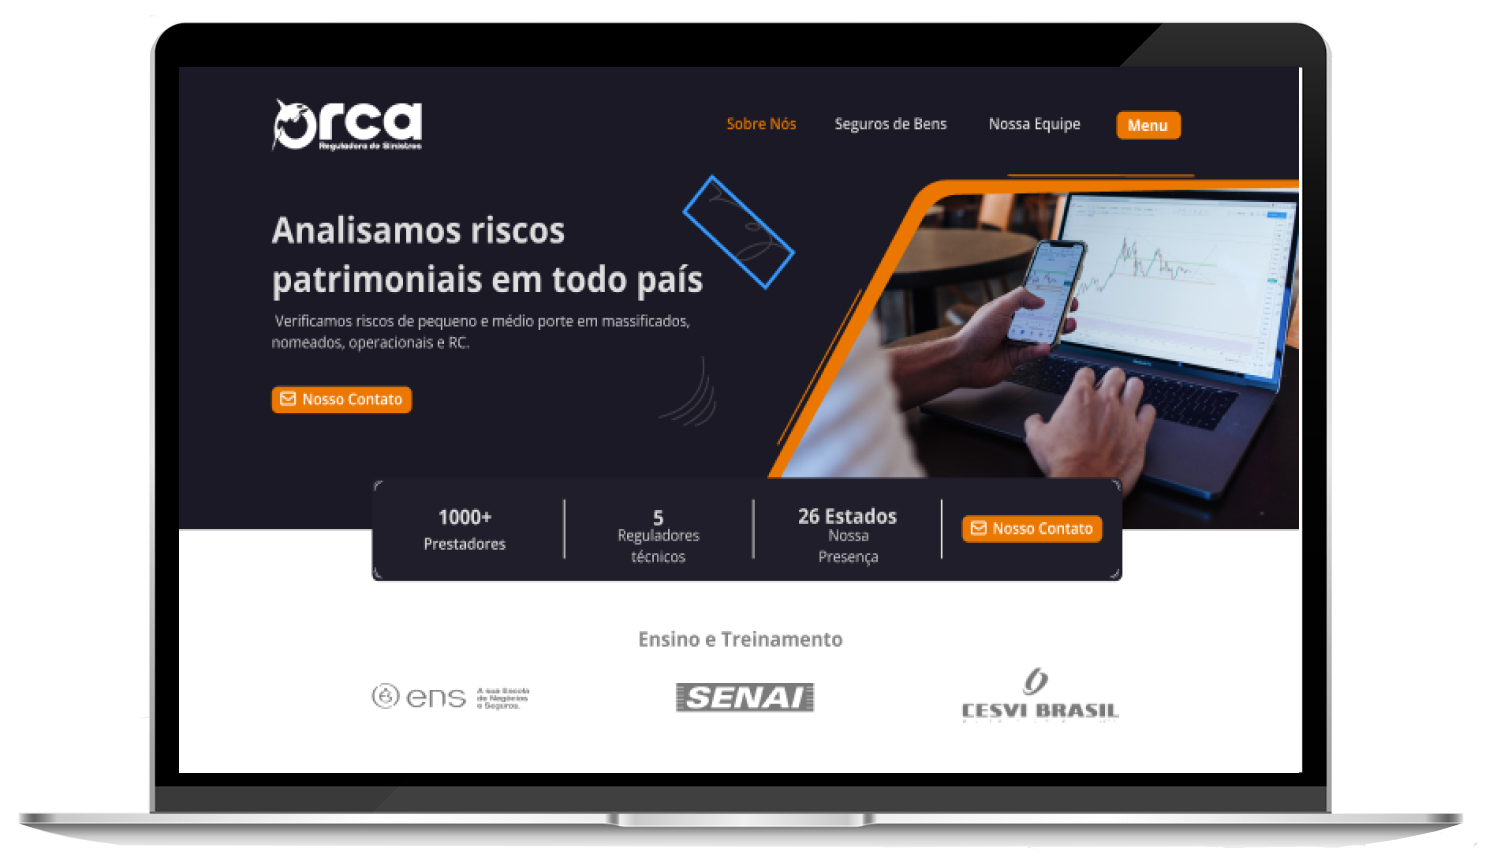 orca
Reguladora de Sinistros
Sobre Nós
Seguros de Bens
Nossa Equipe
Menu
Analisamos riscos
patrimoniais em todo país
Verificamos riscos de pequeno e médio porte em massificados,
nomeados, operacionais e RC.
Nosso Contato
1000+
Prestadores
5
Reguladores
técnicos
26 Estados
Nossa
Presença
Nosso Contato
Ensino e Treinamento
ens
A sua Escola
de Negócios
e Seguros.
SENAI
CESVI BRASIL